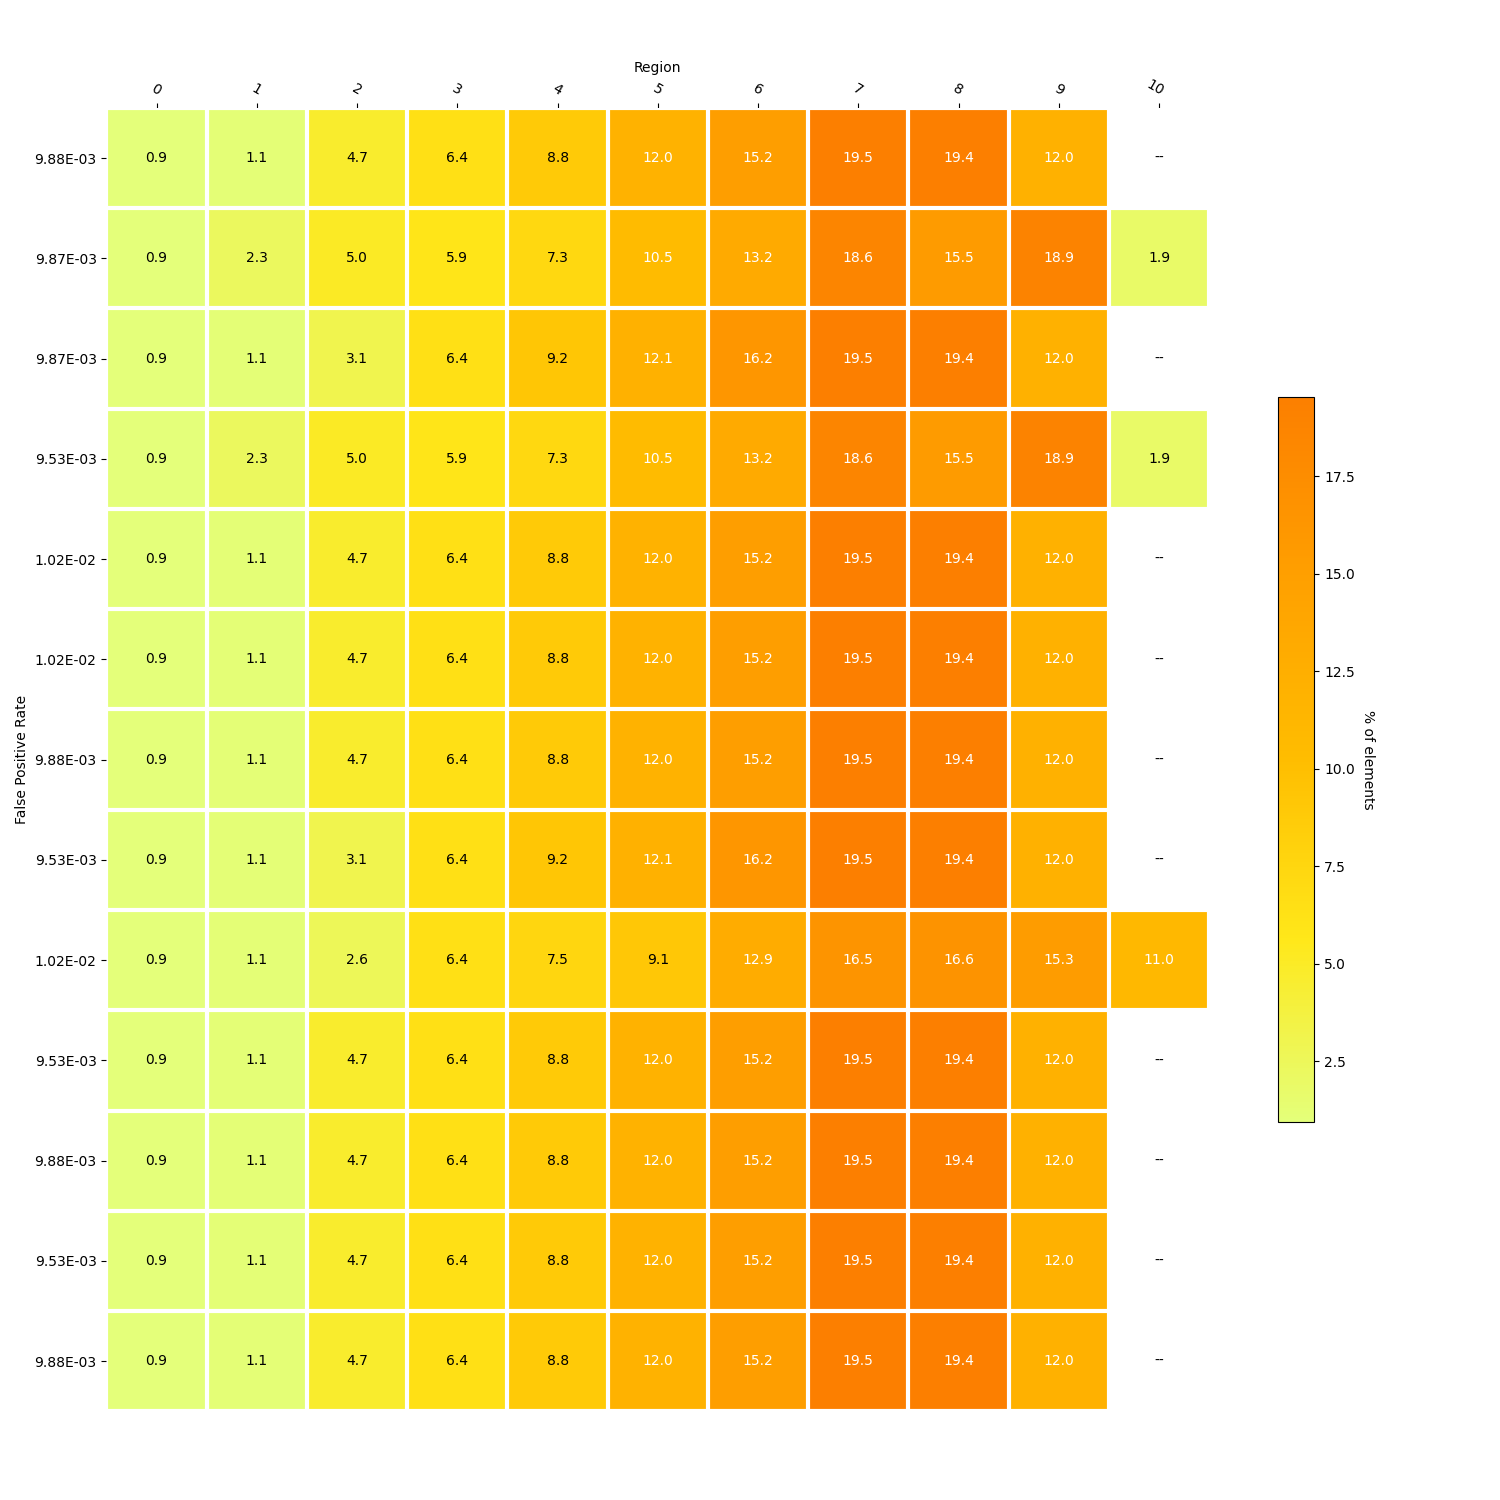 Region
0 1 2 3 4 5 6 7 8 9 10
9.88E-03 0.9 1.1 4.7 6.4 8.8 12.0 15.2 19.5 19.4 12.0 --
9.87E-03 0.9 2.3 5.0 5.9 7.3 10.5 13.2 18.6 15.5 18.9 1.9
9.87E-03 0.9 1.1 3.1 6.4 9.2 12.1 16.2 19.5 19.4 12.0 --
9.53E-03 0.9 2.3 5.0 5.9 7.3 10.5 13.2 18.6 15.5 18.9 1.9
1.02E-02 0.9 1.1 4.7 6.4 8.8 12.0 15.2 19.5 19.4 12.0 --
1.02E-02 0.9 1.1 4.7 6.4 8.8 12.0 15.2 19.5 19.4 12.0 --
9.88E-03 0.9 1.1 4.7 6.4 8.8 12.0 15.2 19.5 19.4 12.0 --
9.53E-03 0.9 1.1 3.1 6.4 9.2 12.1 16.2 19.5 19.4 12.0 --
1.02E-02 0.9 1.1 2.6 6.4 7.5 9.1 12.9 16.5 16.6 15.3 11.0
9.53E-03 0.9 1.1 4.7 6.4 8.8 12.0 15.2 19.5 19.4 12.0 --
9.88E-03 0.9 1.1 4.7 6.4 8.8 12.0 15.2 19.5 19.4 12.0 --
9.53E-03 0.9 1.1 4.7 6.4 8.8 12.0 15.2 19.5 19.4 12.0 --
9.88E-03 0.9 1.1 4.7 6.4 8.8 12.0 15.2 19.5 19.4 12.0 --
False Positive Rate
17.5
15.0
12.5
10.0
7.5
5.0
2.5
% of elements